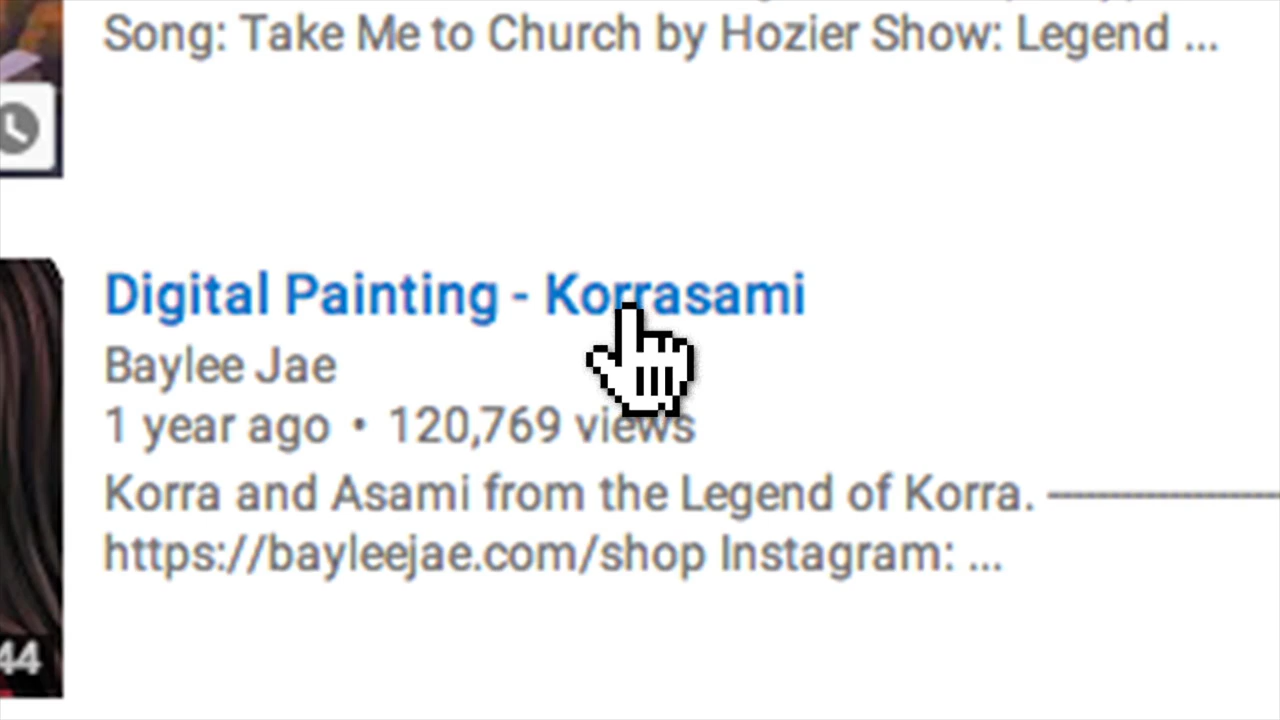 Song: Take Me to Church by Hozier Show: Legend ...
Digital Painting - Korrasami
Baylee Jae
1 year ago • 120,769 views
Korra and Asami from the Legend of Korra. —————
https://bayleejae.com/shop Instagram: ...
44